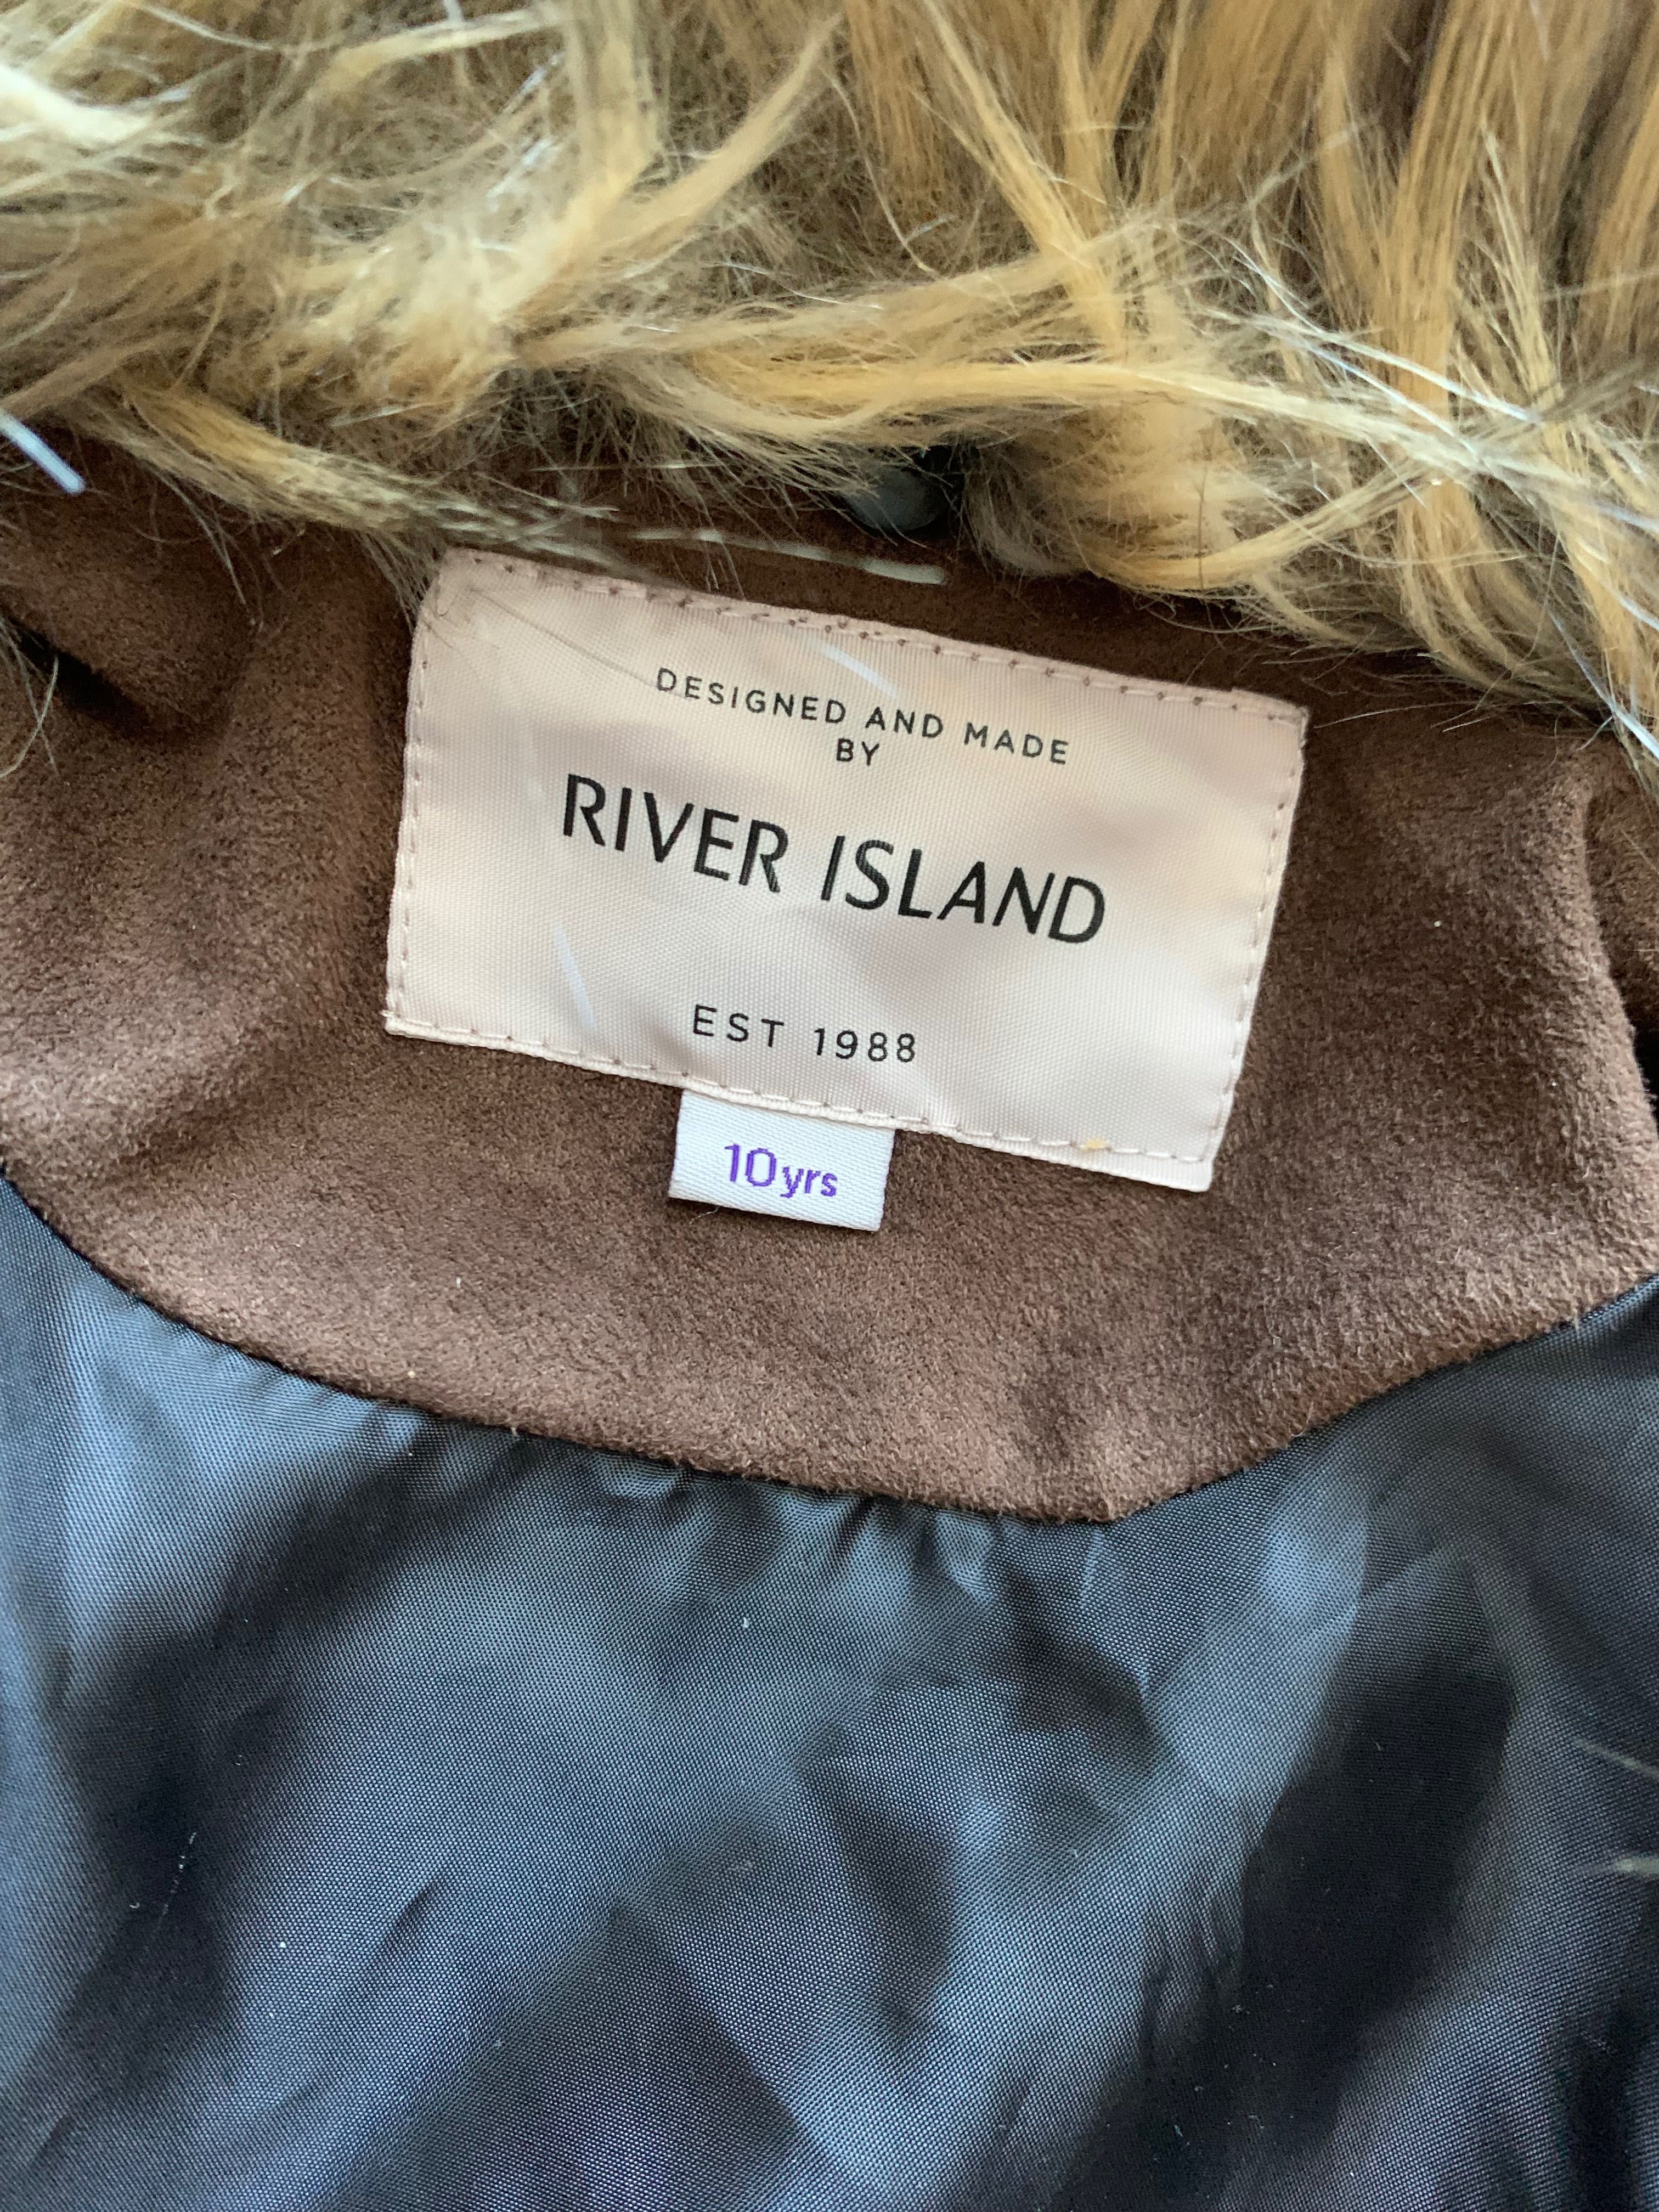 DESIGNED AND MADE
BY
RIVER ISLAND
EST 1988
10yrs